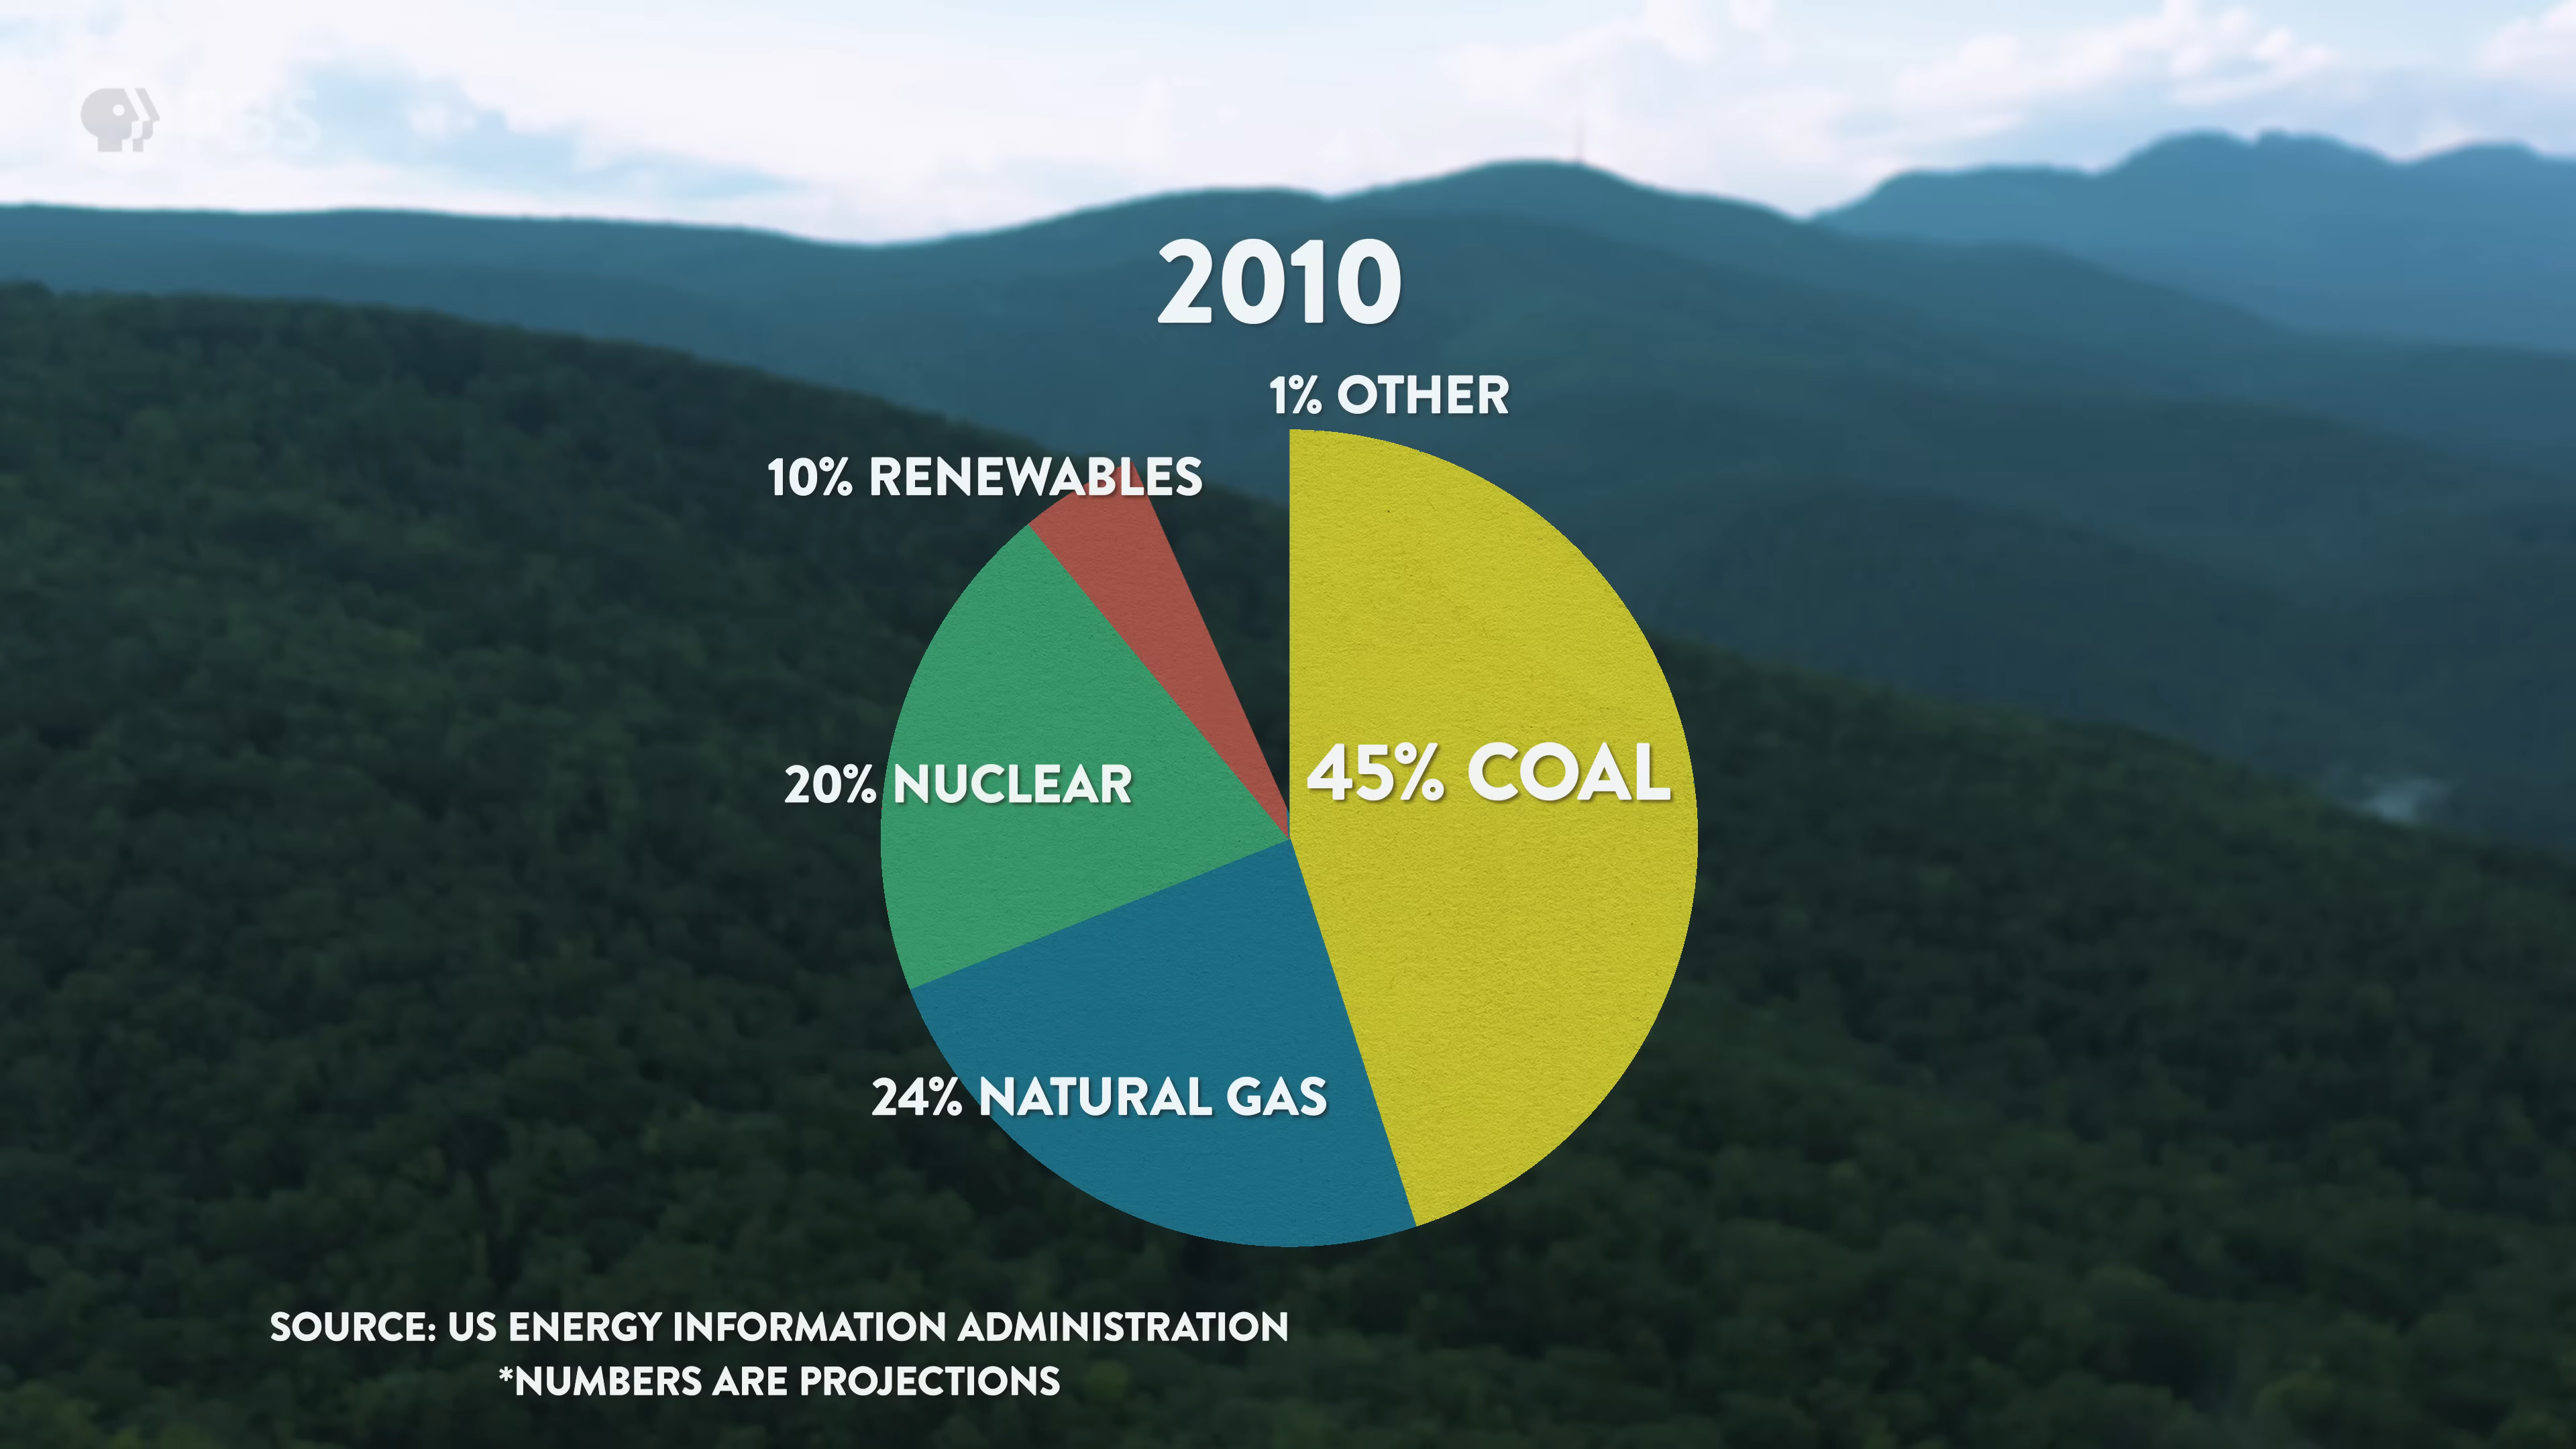 PBS
2010
1% OTHER
10% RENEWABLES
45% COAL
20% NUCLEAR
24% NATURAL GAS
SOURCE: US ENERGY INFORMATION ADMINISTRATION
*NUMBERS ARE PROJECTIONS